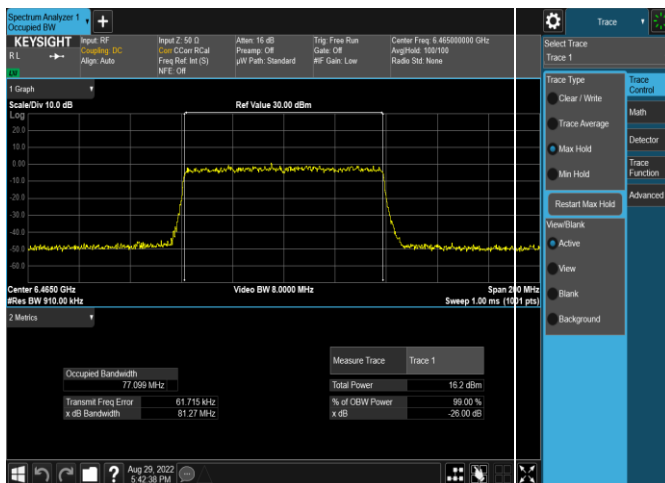 Spectrum Analyzer 1
Occupied BW
Trace
KEYSIGHT
R L
Input: RF
Coupling: DC
Align: Auto
Input Z: 50 Ω
Corr CCorr RCal
Freq Ref: Int (S)
NFE: Off
Atten: 16 dB
Preamp: Off
µW Path: Standard
Trig: Free Run
Gate: Off
#IF Gain: Low
Center Freq: 6.465000000 GHz
Avg|Hold: 100/100
Radio Std: None
Select Trace
Trace 1
1 Graph
Scale/Div 10.0 dB
Ref Value 30.00 dBm
Log
20.0
10.0
0.00
-10.0
-20.0
-30.0
-40.0
-50.0
-60.0
Center 6.4650 GHz
#Res BW 910.00 kHz
Video BW 8.0000 MHz
Span 200 MHz
Sweep 1.00 ms (1001 pts)
2 Metrics
Occupied Bandwidth
77.099 MHz
Transmit Freq Error 61.715 kHz
x dB Bandwidth 81.27 MHz
Measure Trace Trace 1
Total Power 16.2 dBm
% of OBW Power 99.00 %
x dB -26.00 dB
Trace Type
Clear / Write
Trace Average
Max Hold
Min Hold
Restart Max Hold
View/Blank
Active
View
Blank
Background
Trace
Control
Math
Detector
Trace
Function
Advanced
Aug 29, 2022
5:42:38 PM